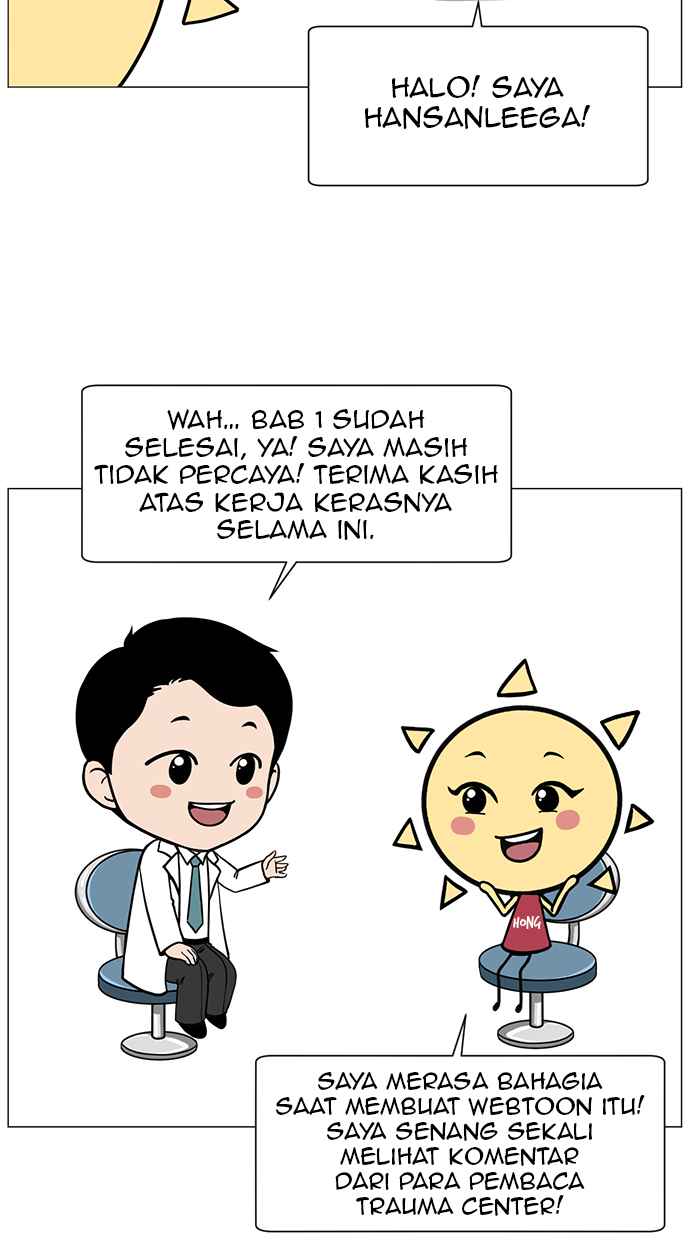 HALO! SAYA
HANSANLEEGA!
WAH... BAB 1 SUDAH
SELESAI, YA! SAYA MASIH
TIDAK PERCAYA! TERIMA KASIH
ATAS KERJA KERASNYA
SELAMA INI.
HONG
SAYA MERASA BAHAGIA
SAAT MEMBUAT WEBTOON ITU!
SAYA SENANG SEKALI
MELIHAT KOMENTAR
DARI PARA PEMBACA
TRAUMA CENTER!